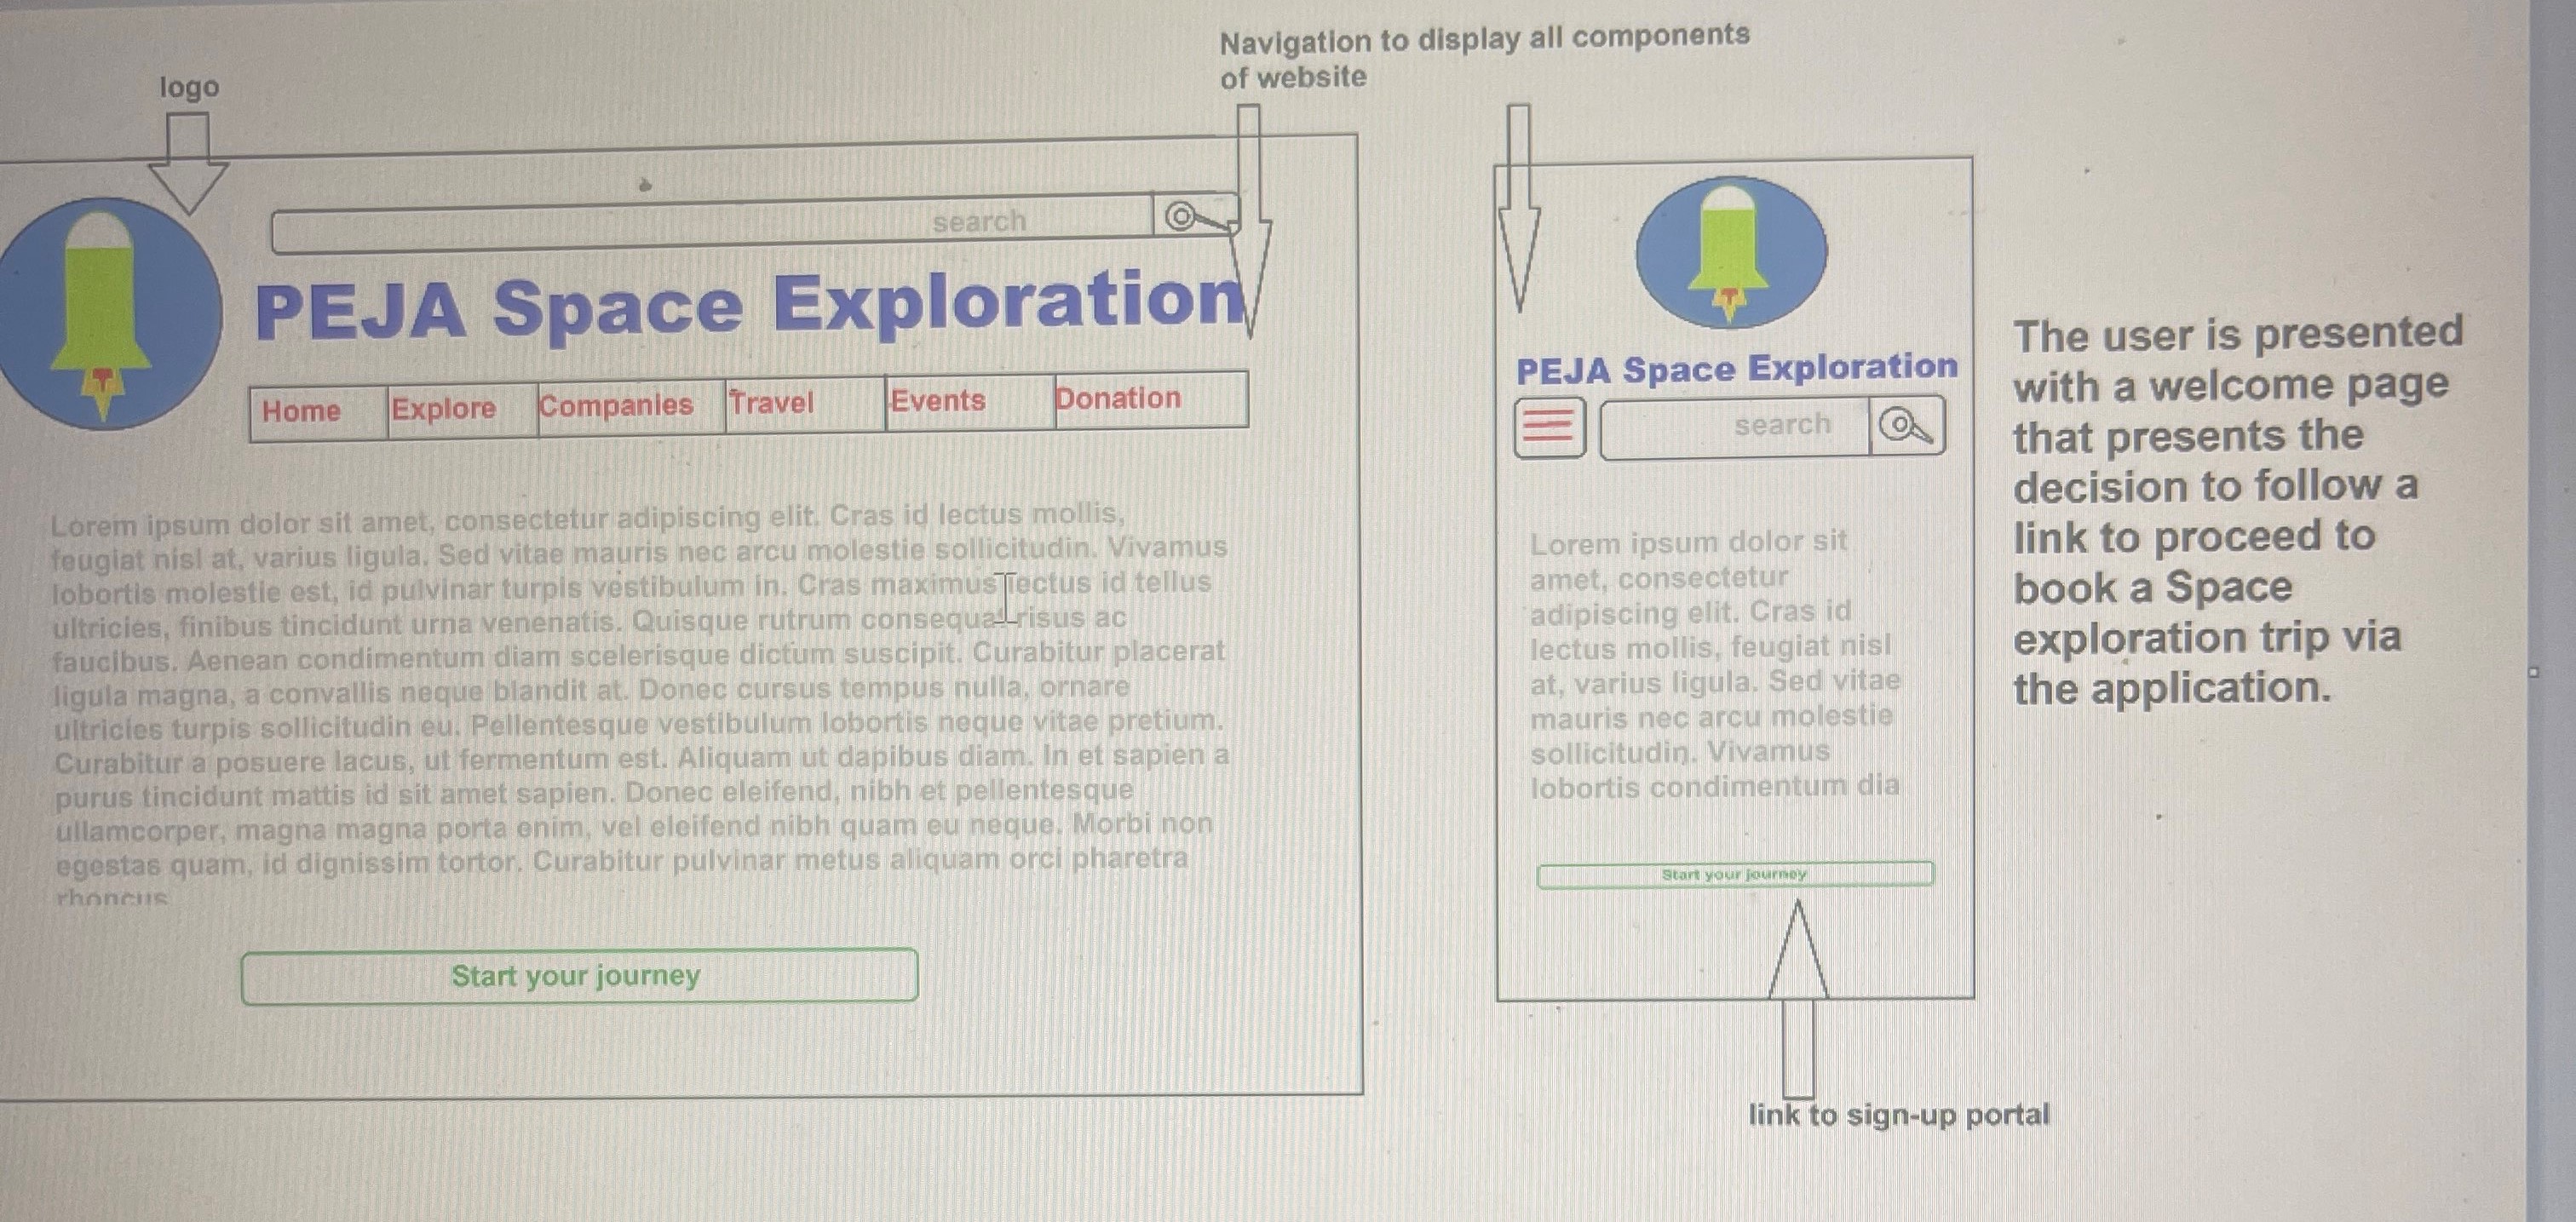 Navigation to display all components
of website
logo
search
PEJA Space Exploration
Home Explore Companies Travel Events Donation
Lorem ipsum dolor sit amet, consectetur adipiscing elit. Cras id lectus mollis,
feugiat nisl at, varius ligula. Sed vitae mauris nec arcu molestie sollicitudin. Vivamus
lobortis molestie est, id pulvinar turpis vestibulum in. Cras maximus lectus id tellus
ultricies, finibus tincidunt urna venenatis. Quisque rutrum consequat risus ac
faucibus. Aenean condimentum diam scelerisque dictum suscipit. Curabitur placerat
ligula magna, a convallis neque blandit at. Donec cursus tempus nulla, ornare
ultricies turpis sollicitudin eu. Pellentesque vestibulum lobortis neque vitae pretium.
Curabitur a posuere lacus, ut fermentum est. Aliquam ut dapibus diam. In et sapien a
purus tincidunt mattis id sit amet sapien. Donec eleifend, nibh et pellentesque
ullamcorper, magna magna porta enim, vel eleifend nibh quam eu neque. Morbi non
egestas quam, id dignissim tortor. Curabitur pulvinar metus aliquam orci pharetra
rhoncus
Start your journey
PEJA Space Exploration
search
Lorem ipsum dolor sit
amet, consectetur
adipiscing elit. Cras id
lectus mollis, feugiat nisl
at, varius ligula. Sed vitae
mauris nec arcu molestie
sollicitudin. Vivamus
lobortis condimentum dia
Start your journey
link to sign-up portal
The user is presented
with a welcome page
that presents the
decision to follow a
link to proceed to
book a Space
exploration trip via
the application.